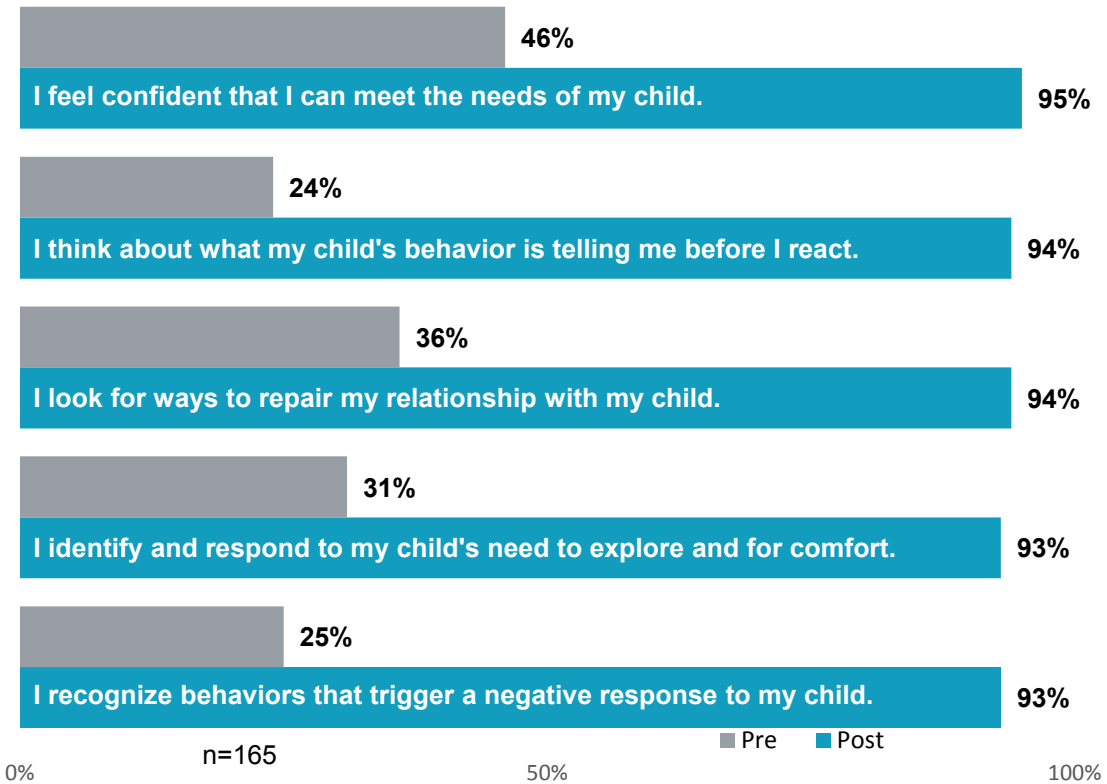 46%
I feel confident that I can meet the needs of my child.
95%
24%
I think about what my child's behavior is telling me before I react.
94%
36%
I look for ways to repair my relationship with my child.
94%
31%
I identify and respond to my child's need to explore and for comfort.
93%
25%
I recognize behaviors that trigger a negative response to my child.
93%
n=165
Pre
Post
0%
50%
100%